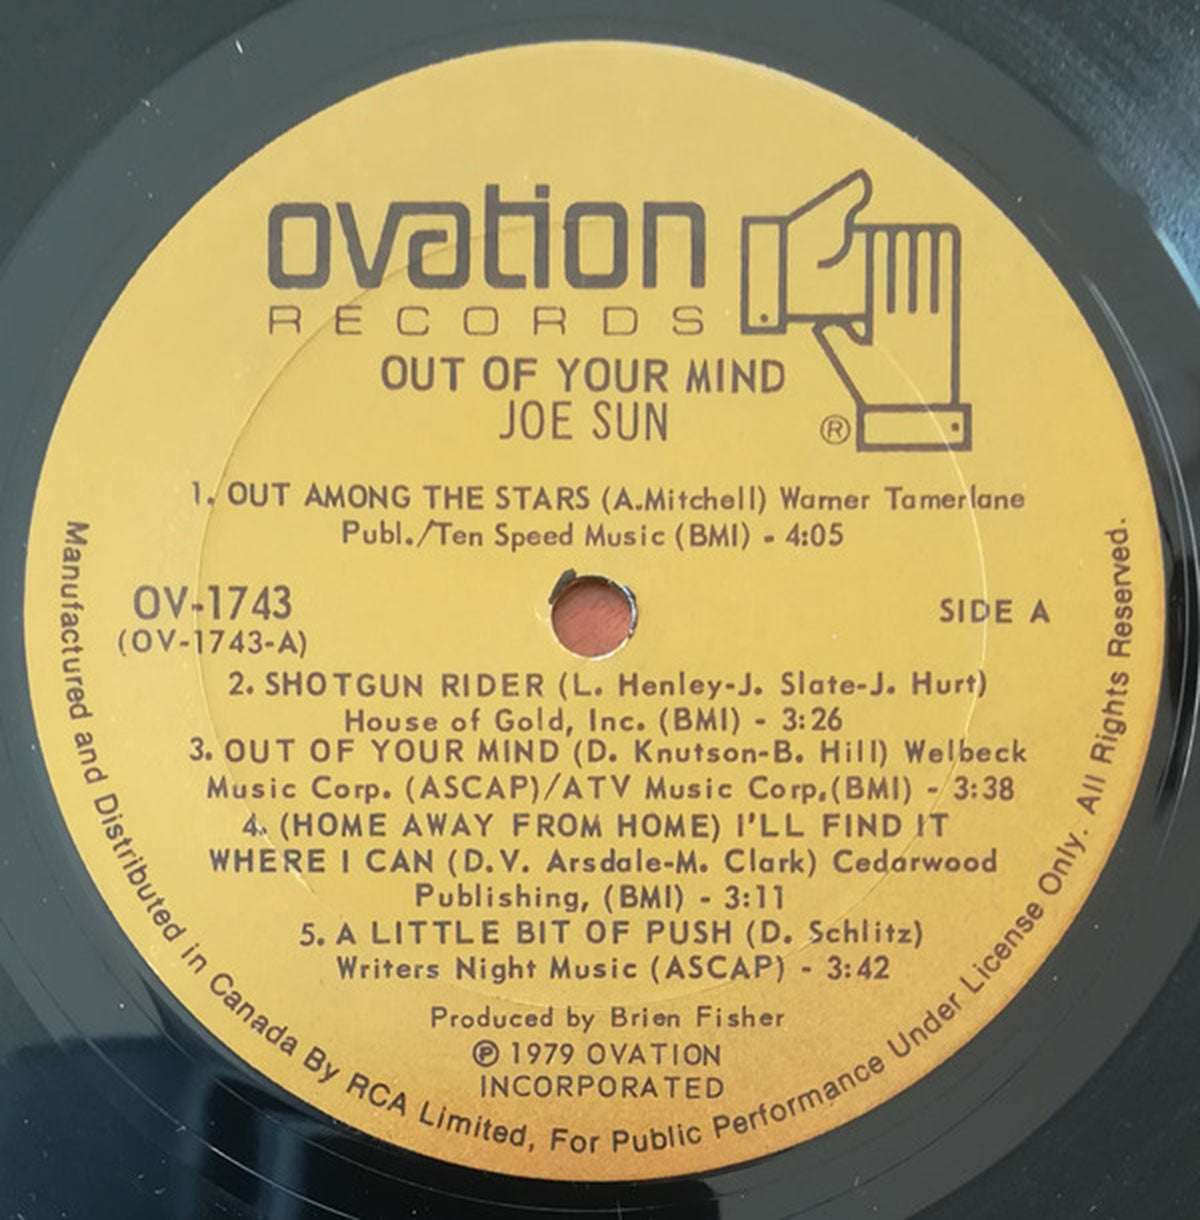 ovation
RECORDS
OUT OF YOUR MIND
JOE SUN
®
1. OUT AMONG THE STARS (A.Mitchell) Warner Tamerlane
Publ./Ten Speed Music (BMI) - 4:05
OV-1743
(OV-1743-A)
SIDE A
2. SHOTGUN RIDER (L. Henley-J. Slate-J. Hurt)
House of Gold, Inc. (BMI) - 3:26
3. OUT OF YOUR MIND (D. Knutson-B. Hill) Welbeck
Music Corp. (ASCAP)/ATV Music Corp.(BMI) - 3:38
4. (HOME AWAY FROM HOME) I'LL FIND IT
WHERE I CAN (D.V. Arsdale-M. Clark) Cedarwood
Publishing, (BMI) - 3:11
5. A LITTLE BIT OF PUSH (D. Schlitz)
Writers Night Music (ASCAP) - 3:42
Produced by Brien Fisher
℗ 1979 OVATION
INCORPORATED
Manufactured and Distributed in Canada By RCA Limited, For Public Performance Under License Only. All Rights Reserved.